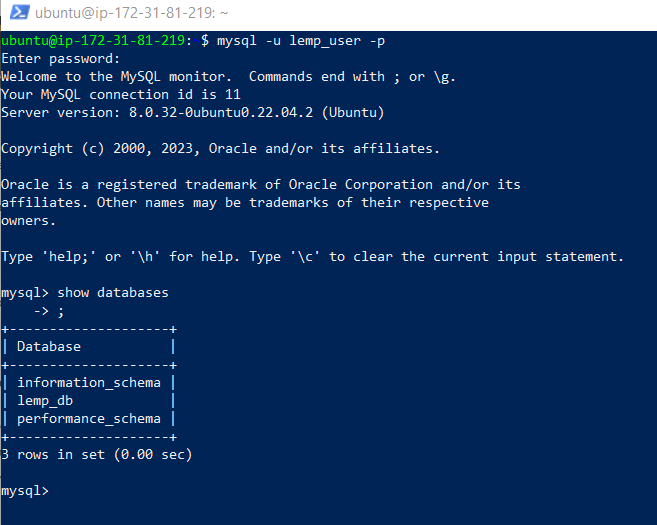 ubuntu@ip-172-31-81-219: ~
ubuntu@ip-172-31-81-219: $ mysql -u lemp_user -p
Enter password:
Welcome to the MySQL monitor.  Commands end with ; or \g.
Your MySQL connection id is 11
Server version: 8.0.32-0ubuntu0.22.04.2 (Ubuntu)

Copyright (c) 2000, 2023, Oracle and/or its affiliates.

Oracle is a registered trademark of Oracle Corporation and/or its
affiliates. Other names may be trademarks of their respective
owners.

Type 'help;' or '\h' for help. Type '\c' to clear the current input statement.

mysql> show databases
    -> ;
+--------------------+
| Database           |
+--------------------+
| information_schema |
| lemp_db            |
| performance_schema |
+--------------------+
3 rows in set (0.00 sec)

mysql>